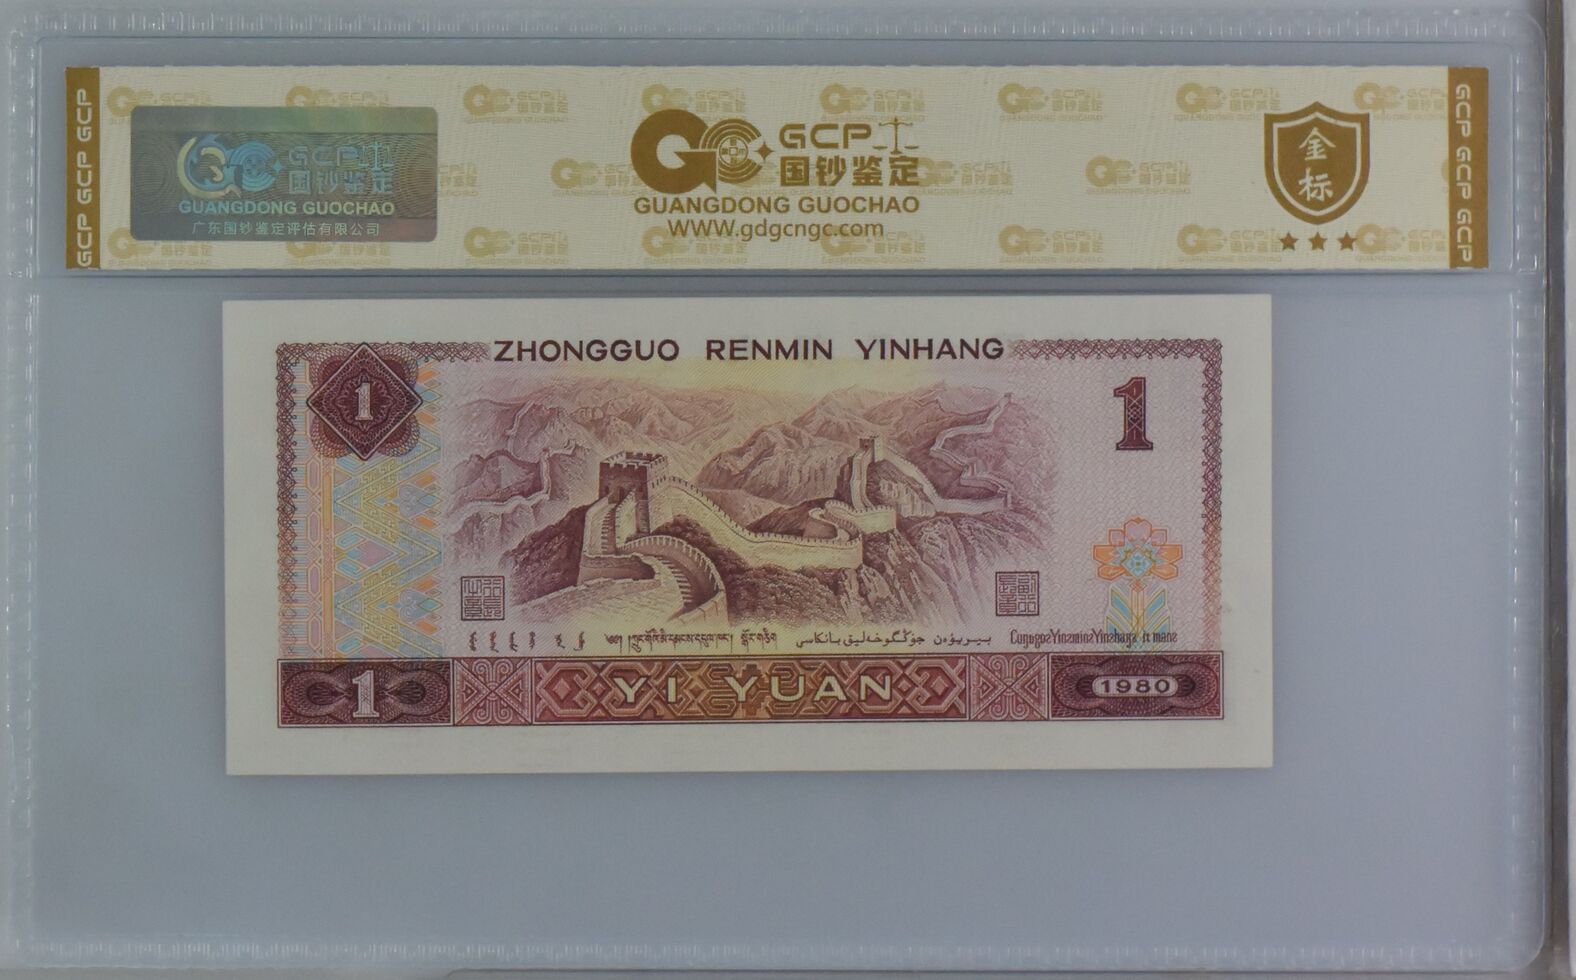 GCP GCP GCP
GCP 国钞鉴定
GUANGDONG GUOCHAO
广东国钞鉴定评估有限公司
GCP
国钞鉴定
GUANGDONG GUOCHAO
WWW.gdgcngc.com
金标
GCP GCP GCP
ZHONGGUO RENMIN YINHANG
1
1
1
YI YUAN
1980